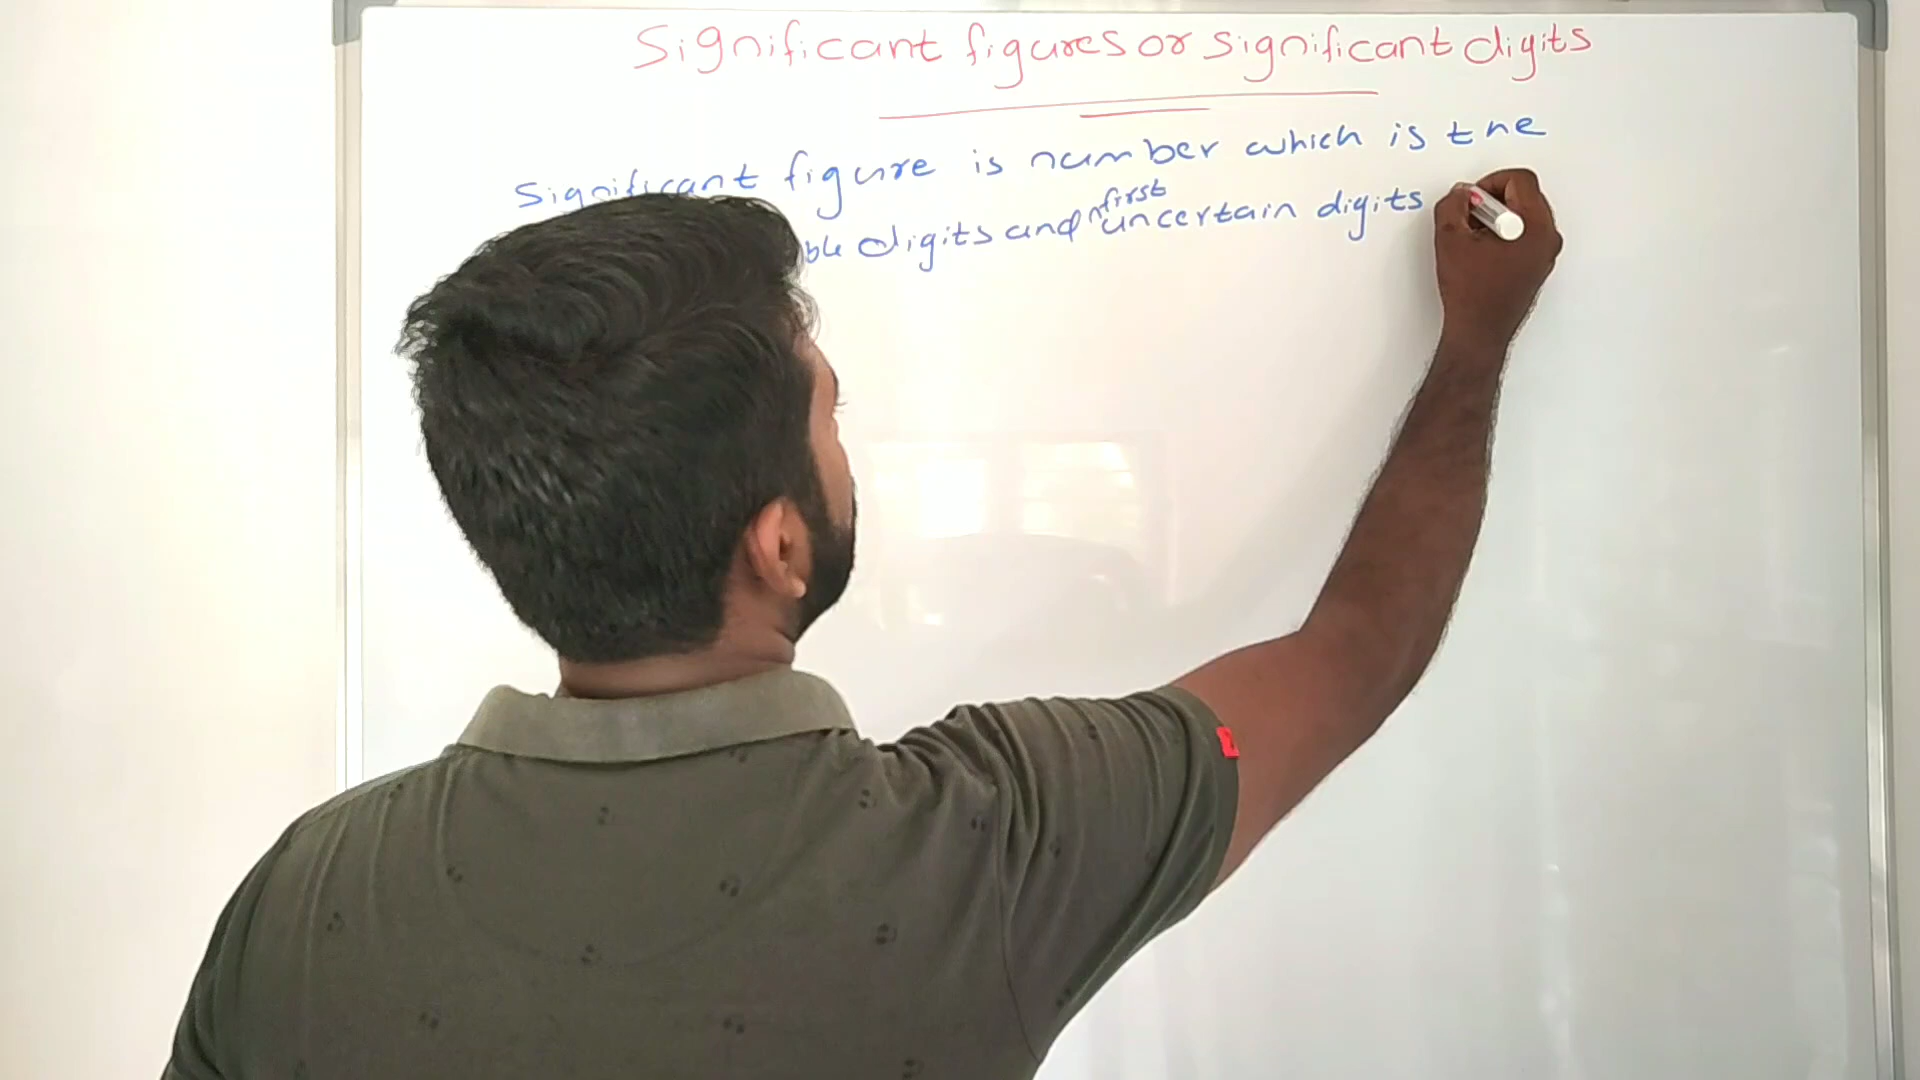 Significant figures or significant digits
Significant figure is number which is the
digits and first uncertain digits